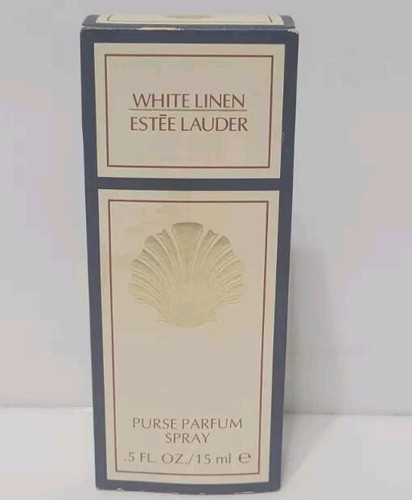 WHITE LINEN
ESTĒE LAUDER
PURSE PARFUM
SPRAY
.5 FL. OZ./15 ml ℮